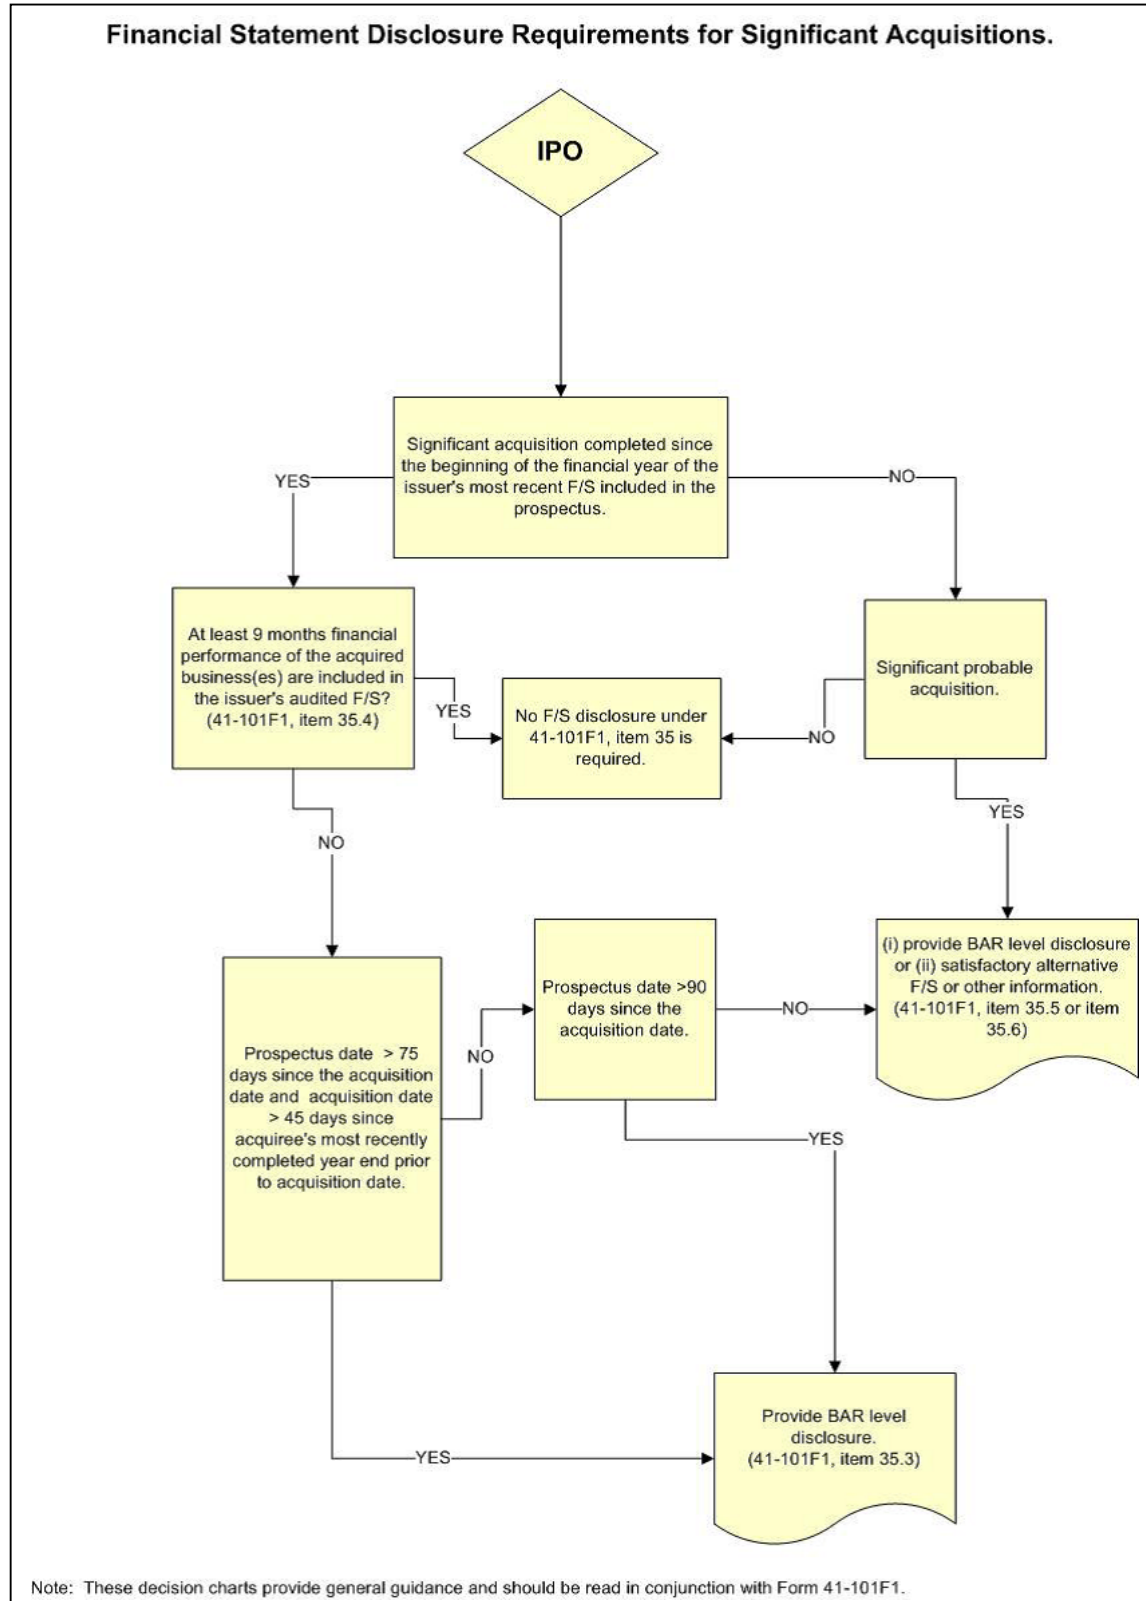 Financial Statement Disclosure Requirements for Significant Acquisitions.
IPO
Significant acquisition completed since
the beginning of the financial year of the
issuer's most recent F/S included in the
prospectus.
YES
NO
At least 9 months financial
performance of the acquired
business(es) are included in
the issuer's audited F/S?
(41-101F1, item 35.4)
YES
No F/S disclosure under
41-101F1, item 35 is
required.
NO
Significant probable
acquisition.
NO
YES
Prospectus date > 75
days since the acquisition
date and acquisition date
> 45 days since
acquiree's most recently
completed year end prior
to acquisition date.
NO
Prospectus date >90
days since the
acquisition date.
NO
(i) provide BAR level disclosure
or (ii) satisfactory alternative
F/S or other information.
(41-101F1, item 35.5 or item
35.6)
YES
YES
Provide BAR level
disclosure.
(41-101F1, item 35.3)
Note: These decision charts provide general guidance and should be read in conjunction with Form 41-101F1.